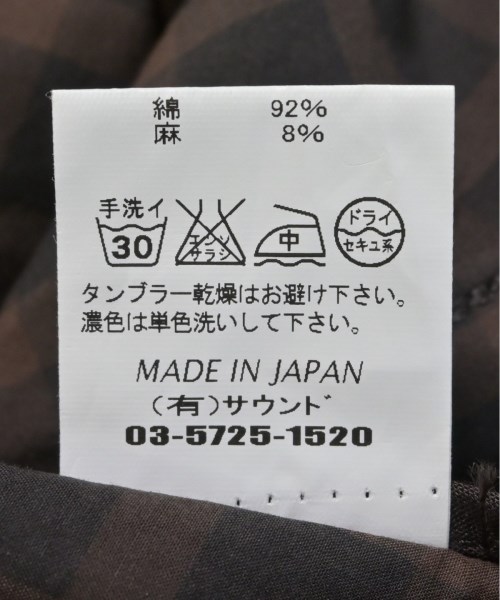 綿 92%
麻 8%
手洗イ
30 エンソ サラシ 中 ドライ セキユ系
タンブラー乾燥はお避け下さい。
濃色は単色洗いして下さい。
MADE IN JAPAN
(有)サウンド
03-5725-1520